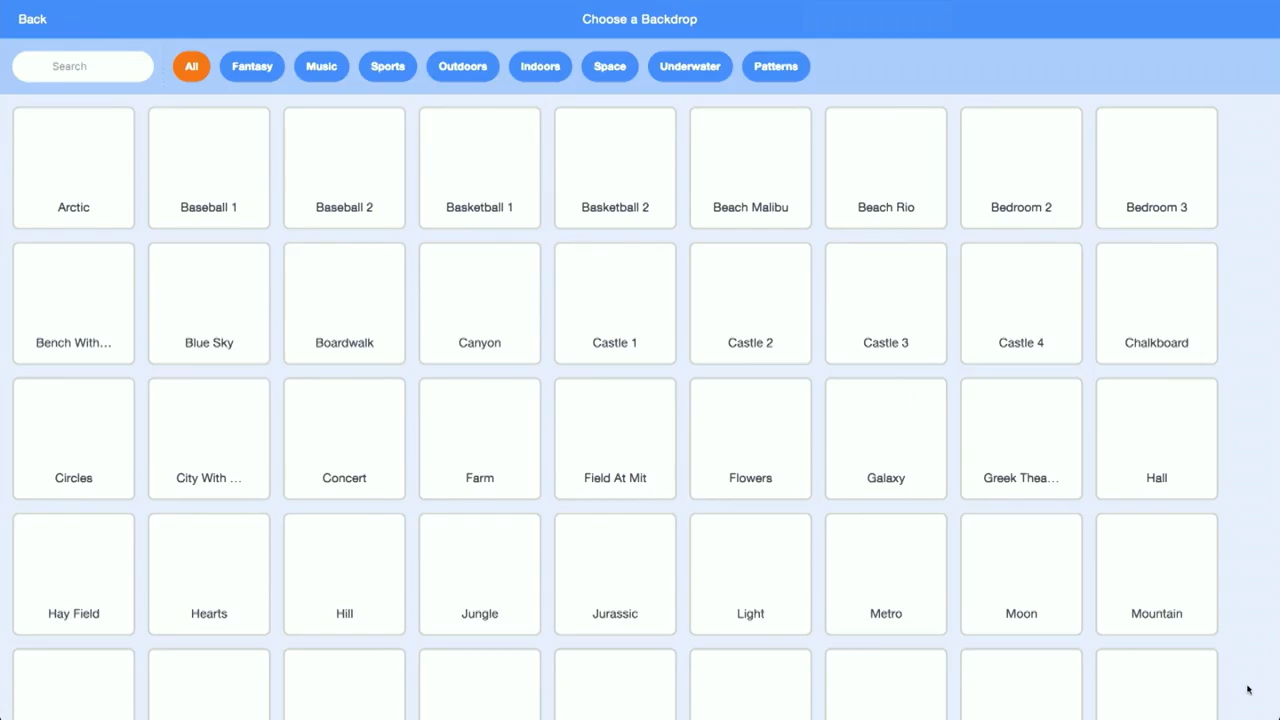 Back
Choose a Backdrop
Search
All
Fantasy
Music
Sports
Outdoors
Indoors
Space
Underwater
Patterns
Arctic
Baseball 1
Baseball 2
Basketball 1
Basketball 2
Beach Malibu
Beach Rio
Bedroom 2
Bedroom 3
Bench With...
Blue Sky
Boardwalk
Canyon
Castle 1
Castle 2
Castle 3
Castle 4
Chalkboard
Circles
City With ...
Concert
Farm
Field At Mit
Flowers
Galaxy
Greek Thea...
Hall
Hay Field
Hearts
Hill
Jungle
Jurassic
Light
Metro
Moon
Mountain